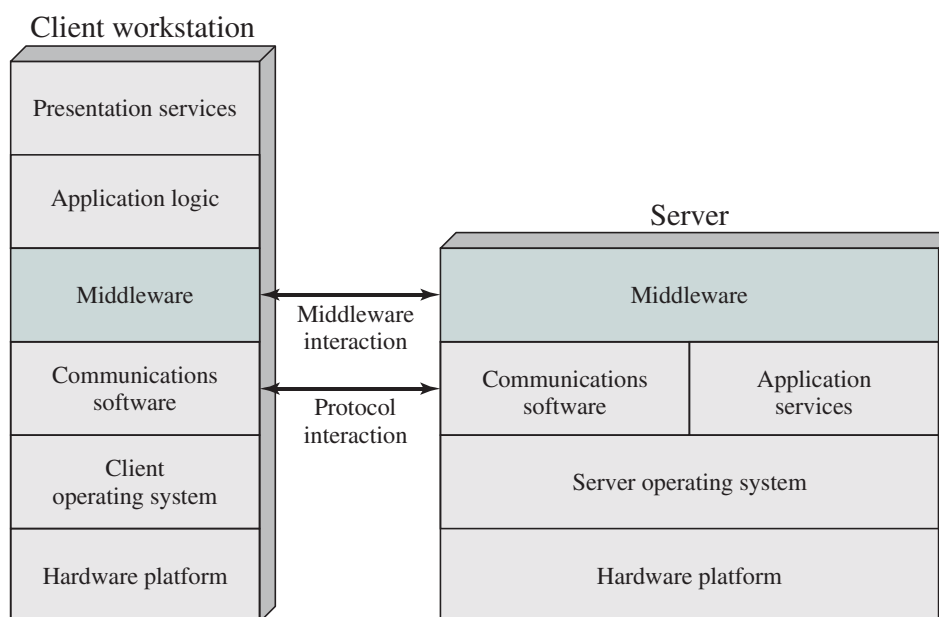 Client workstation
Presentation services
Application logic
Middleware
Communications
software
Client
operating system
Hardware platform
Middleware
interaction
Protocol
interaction
Server
Middleware
Communications
software
Application
services
Server operating system
Hardware platform